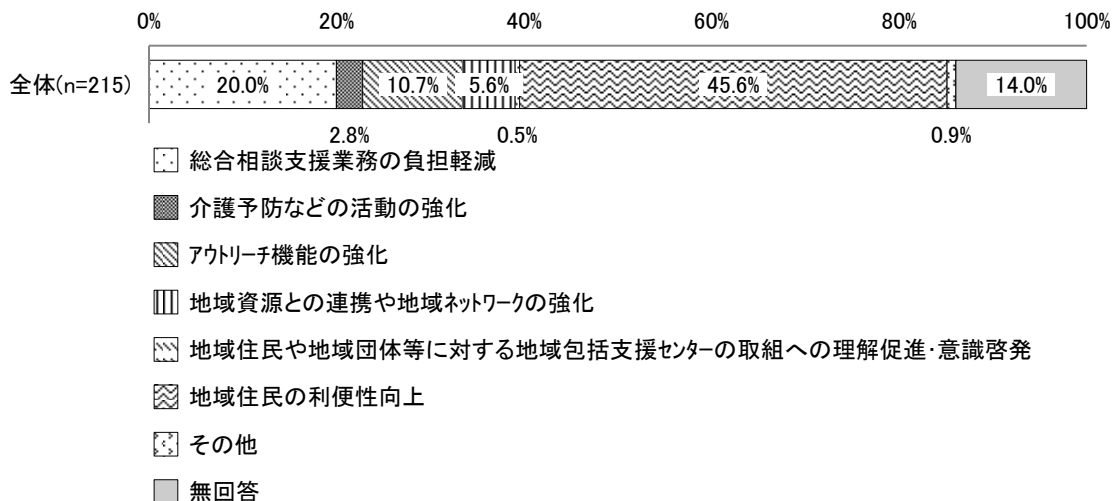 0% 20% 40% 60% 80% 100%
全体(n=215) 20.0% 10.7% 5.6% 45.6% 14.0%
2.8% 0.5% 0.9%
総合相談支援業務の負担軽減
介護予防などの活動の強化
アウトリーチ機能の強化
地域資源との連携や地域ネットワークの強化
地域住民や地域団体等に対する地域包括支援センターの取組への理解促進・意識啓発
地域住民の利便性向上
その他
無回答